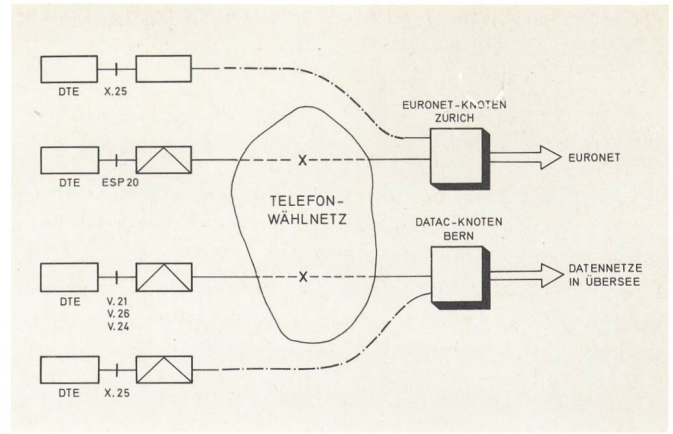 DTE
X.25
EURONET-KNOTEN
ZÜRICH
EURONET
DTE
ESP 20
TELEFON-
WÄHLNETZ
DATAC-KNOTEN
BERN
DATENNETZE
IN ÜBERSEE
DTE
V.21
V.26
V.24
DTE
X.25